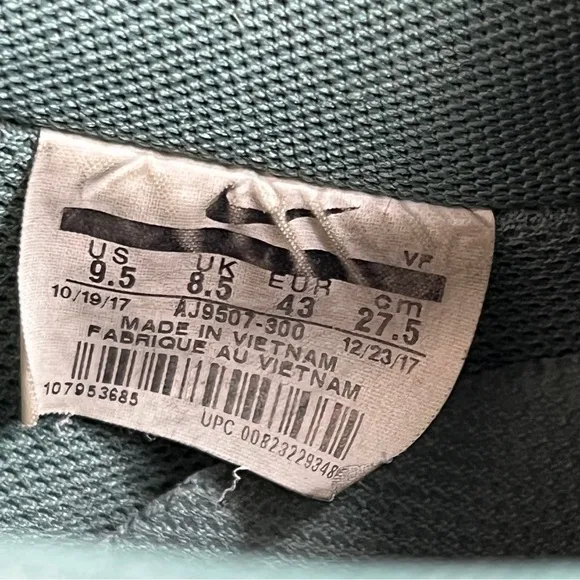 US UK EUR cm
9.5 8.5 43 27.5
10/19/17 AJ9507-300 12/23/17
MADE IN VIETNAM
FABRIQUE AU VIETNAM
107953685
UPC